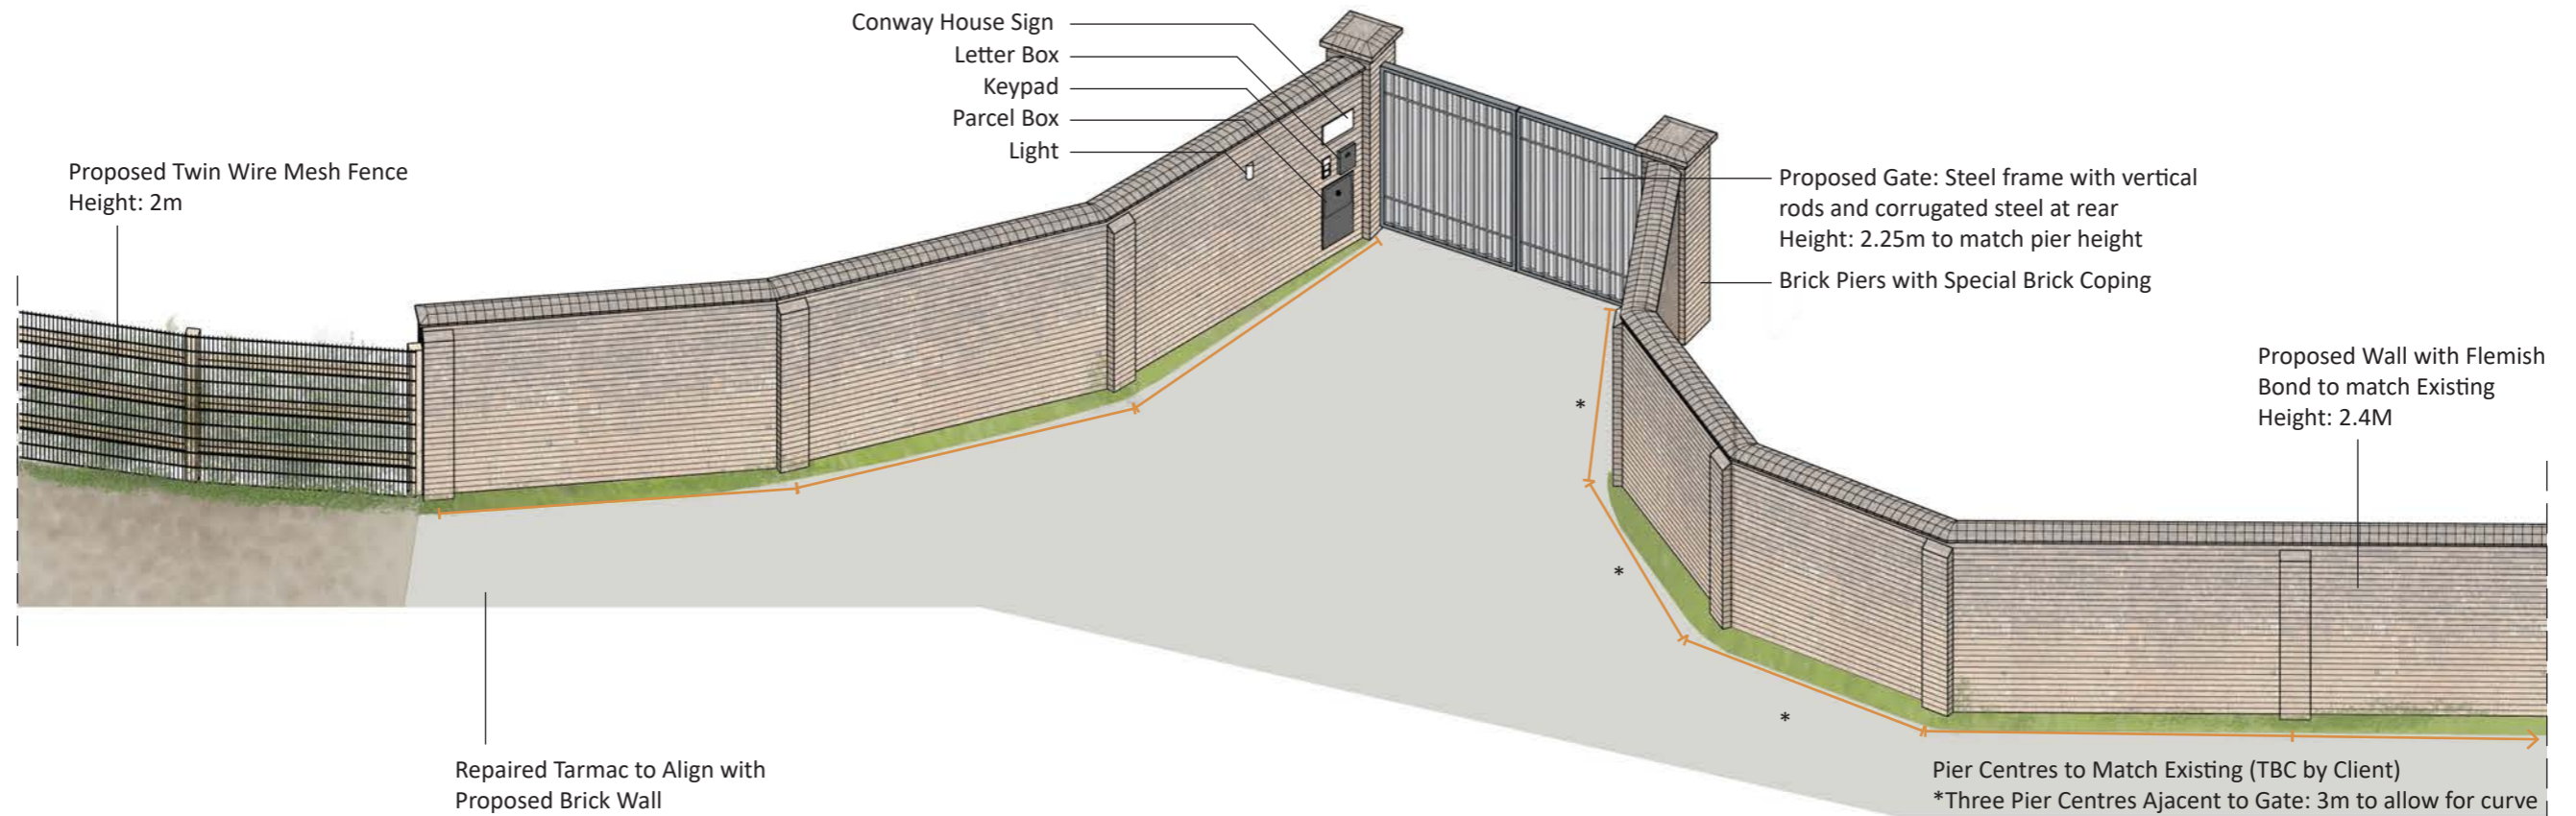 Conway House Sign
Letter Box
Keypad
Parcel Box
Light
Proposed Twin Wire Mesh Fence
Height: 2m
Proposed Gate: Steel frame with vertical
rods and corrugated steel at rear
Height: 2.25m to match pier height
Brick Piers with Special Brick Coping
Proposed Wall with Flemish
Bond to match Existing
Height: 2.4M
*
*
*
Repaired Tarmac to Align with
Proposed Brick Wall
Pier Centres to Match Existing (TBC by Client)
*Three Pier Centres Ajacent to Gate: 3m to allow for curve